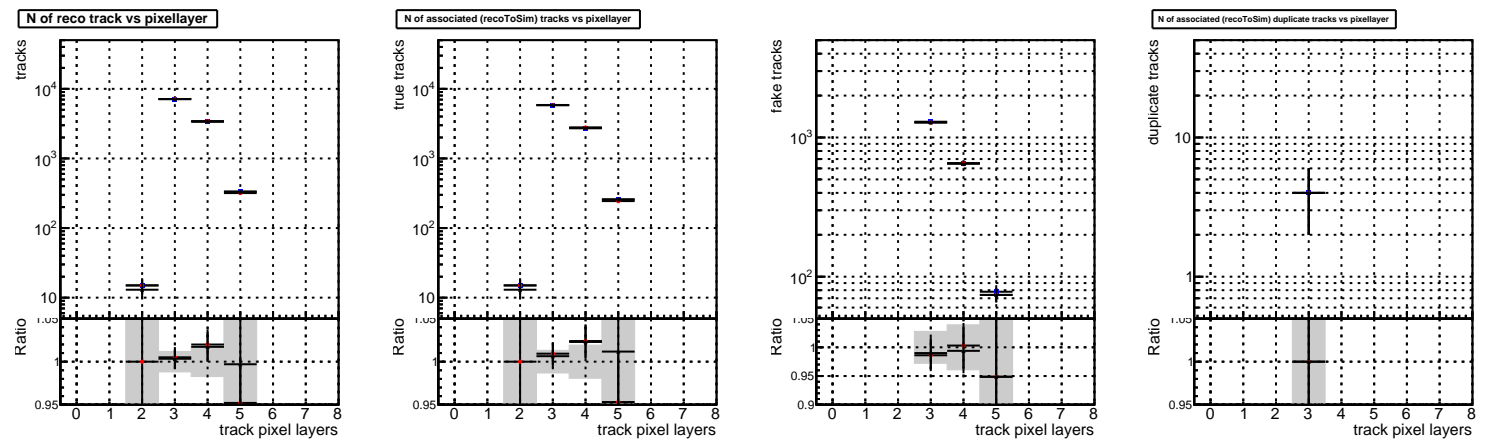 N of reco track vs pixellayer
tracks
10⁴
10³
10²
10
Ratio
1.05
1
0.95
0 1 2 3 4 5 6 7 8
track pixel layers
N of associated (recoToSim) tracks vs pixellayer
true tracks
10⁴
10³
10²
10
Ratio
1.05
1
0.95
0 1 2 3 4 5 6 7 8
track pixel layers
fake tracks
10³
10²
Ratio
1.05
1
0.95
0.9
0 1 2 3 4 5 6 7 8
track pixel layers
N of associated (recoToSim) duplicate tracks vs pixellayer
duplicate tracks
10
1
Ratio
1.05
1
0.95
0 1 2 3 4 5 6 7 8
track pixel layers